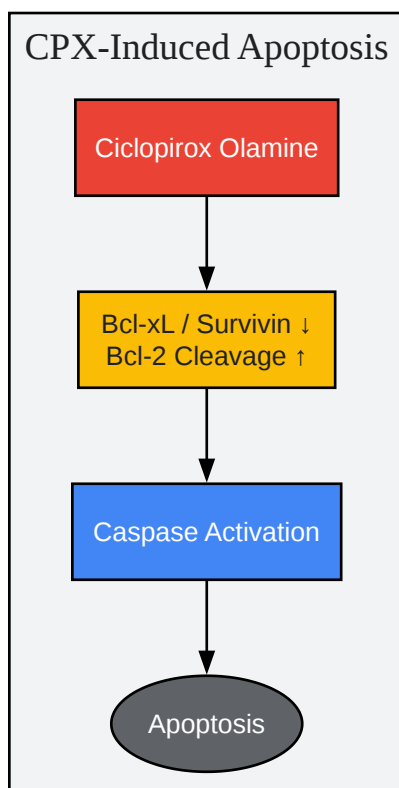 CPX-Induced Apoptosis
Ciclopirox Olamine
Bcl-xL / Survivin ↓
Bcl-2 Cleavage ↑
Caspase Activation
Apoptosis